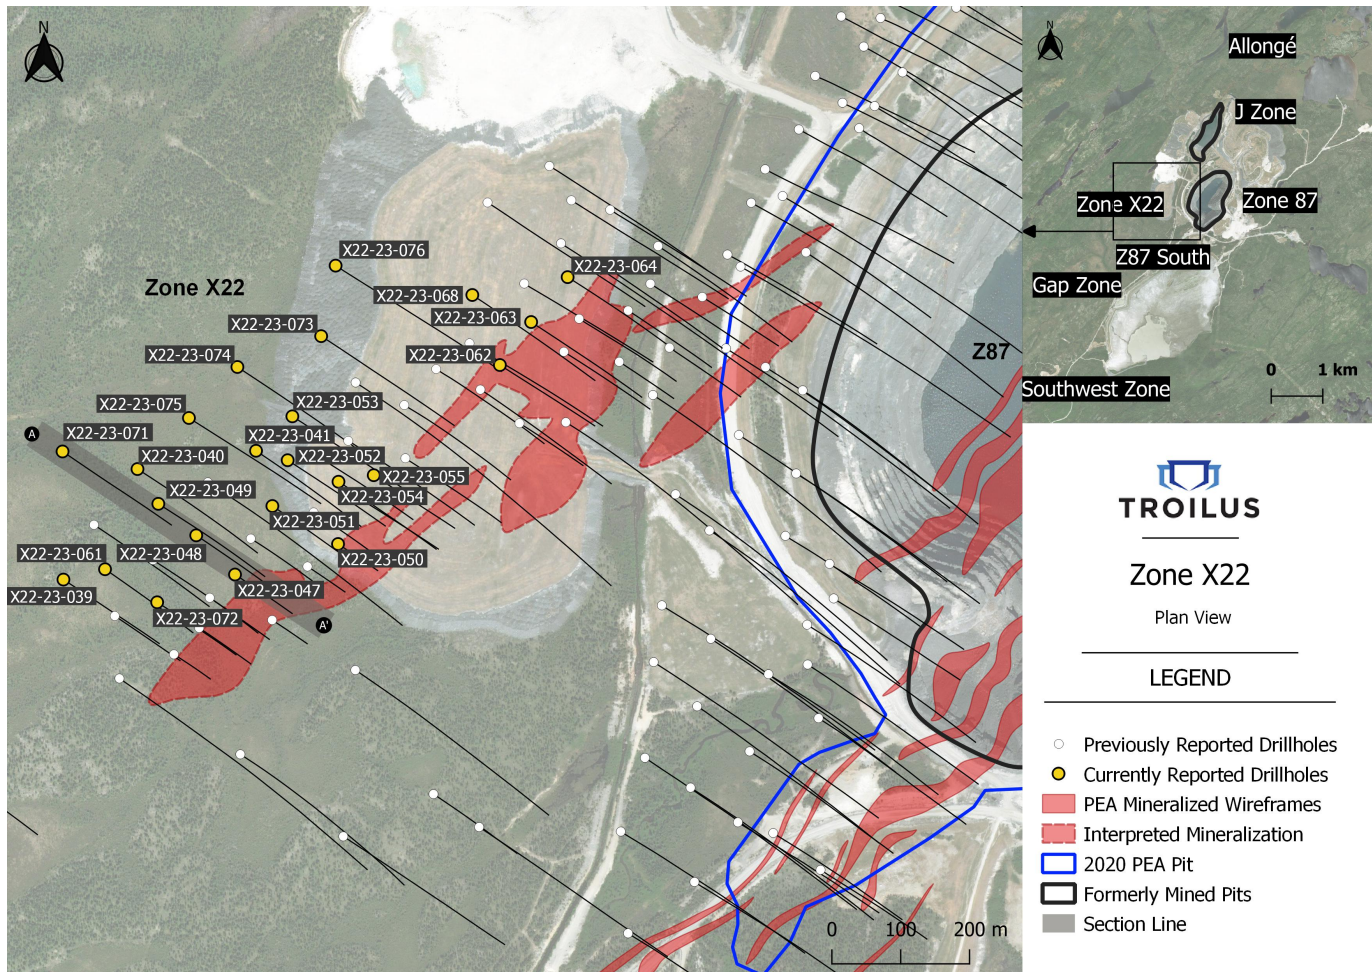 N
X22-23-076
X22-23-064
Zone X22
X22-23-068
X22-23-063
X22-23-073
X22-23-074
X22-23-062
Z87
X22-23-075
X22-23-053
A
X22-23-071
X22-23-041
X22-23-040
X22-23-052
X22-23-055
X22-23-049
X22-23-054
X22-23-051
X22-23-061
X22-23-048
X22-23-050
X22-23-039
X22-23-047
X22-23-072
A'
0 100 200 m
N
Allongé
J Zone
Zone X22
Zone 87
Z87 South
Gap Zone
0 1 km
Southwest Zone
TROILUS
Zone X22
Plan View
LEGEND
Previously Reported Drillholes
Currently Reported Drillholes
PEA Mineralized Wireframes
Interpreted Mineralization
2020 PEA Pit
Formerly Mined Pits
Section Line